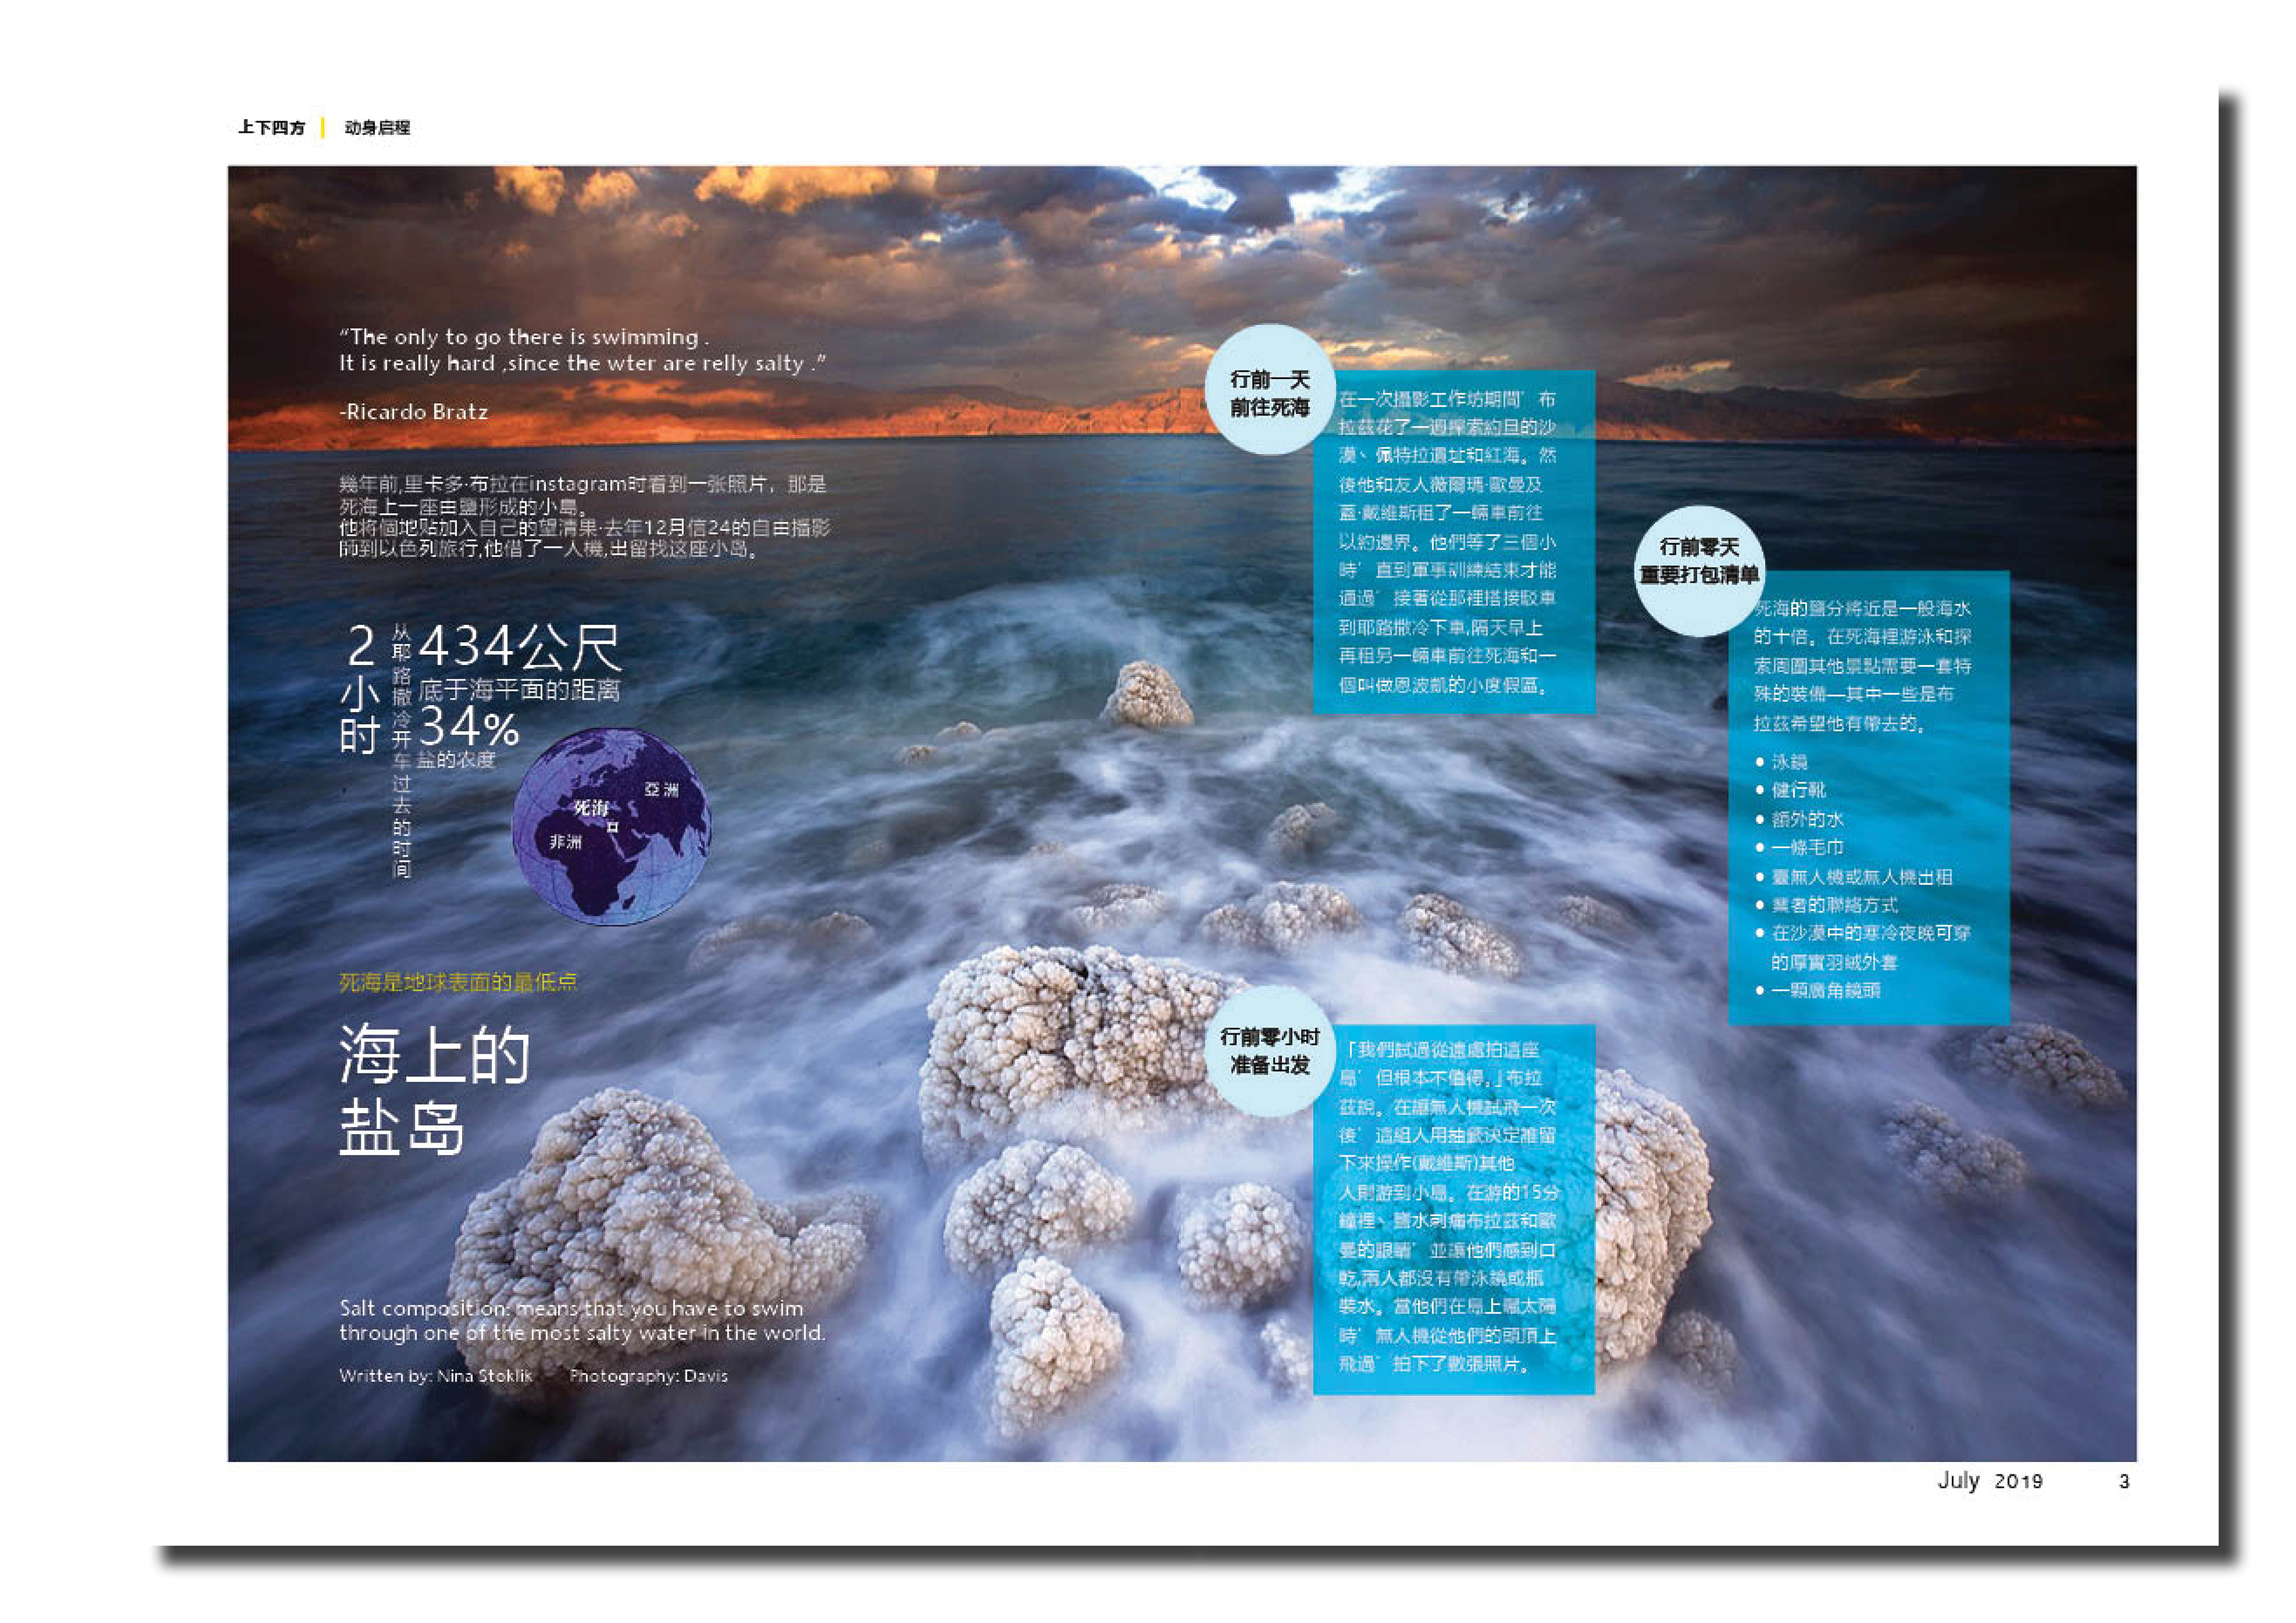 上下四方 动身启程
“The only to go there is swimming .
It is really hard ,since the wter are relly salty .”
-Ricardo Bratz
幾年前,里卡多·布拉在instagram时看到一张照片，那是
死海上一座由鹽形成的小島。
他将個地贴加入自己的望清果·去年12月信24的自由播影
師到以色列旅行,他借了一人機,出留找这座小岛。
2小时
从耶路撒冷开车过去的时间
434公尺
底于海平面的距离
34%
盐的农度
亞洲
死海
非洲
死海是地球表面的最低点
海上的
盐岛
Salt composition: means that you have to swim
through one of the most salty water in the world.
Written by: Nina Stoklik － Photography: Davis
行前一天
前往死海
在一次攝影工作坊期間’布
拉茲花了一週探索約旦的沙
漠、佩特拉遺址和紅海。然
後他和友人薇爾瑪·歐曼及
蓋·戴維斯租了一輛車前往
以約邊界。他們等了三個小
時’直到軍事訓練結束才能
通過’接著從那裡搭接駁車
到耶路撒冷下車,隔天早上
再租另一輛車前往死海和一
個叫做恩波凱的小度假區。
行前零天
重要打包清单
死海的鹽分將近是一般海水
的十倍。在死海裡游泳和探
索周圍其他景點需要一套特
殊的裝備—其中一些是布
拉茲希望他有帶去的。
● 泳鏡
● 健行靴
● 額外的水
● 一條毛巾
● 臺無人機或無人機出租
● 業者的聯絡方式
● 在沙漠中的寒冷夜晚可穿
的厚實羽絨外套
● 一顆廣角鏡頭
行前零小时
准备出发
「我們試過從遠處拍這座
島’但根本不值得。」布拉
茲說。在讓無人機試飛一次
後’這組人用抽籤決定誰留
下來操作(戴維斯)其他
人則游到小島。在游的15分
鐘裡、鹽水刺痛布拉茲和歐
曼的眼睛’並讓他們感到口
乾,兩人都沒有帶泳鏡或瓶
裝水。當他們在島上曬太陽
時’無人機從他們的頭頂上
飛過’拍下了數張照片。
July 2019 3